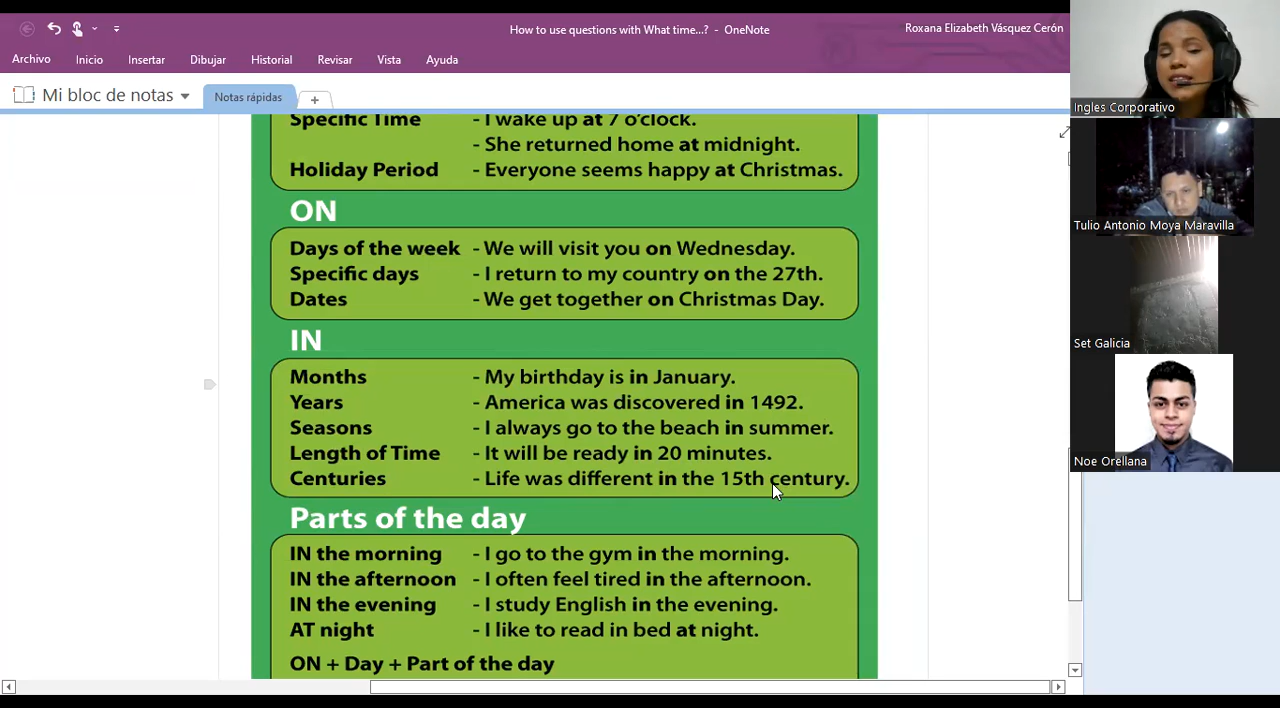 How to use questions with What time...? - OneNote
Roxana Elizabeth Vásquez Cerón
Archivo Inicio Insertar Dibujar Historial Revisar Vista Ayuda
Mi bloc de notas
Notas rápidas
Specific Time - I wake up at 7 o'clock.
- She returned home at midnight.
Holiday Period - Everyone seems happy at Christmas.
ON
Days of the week - We will visit you on Wednesday.
Specific days - I return to my country on the 27th.
Dates - We get together on Christmas Day.
IN
Months - My birthday is in January.
Years - America was discovered in 1492.
Seasons - I always go to the beach in summer.
Length of Time - It will be ready in 20 minutes.
Centuries - Life was different in the 15th century.
Parts of the day
IN the morning - I go to the gym in the morning.
IN the afternoon - I often feel tired in the afternoon.
IN the evening - I study English in the evening.
AT night - I like to read in bed at night.
ON + Day + Part of the day
Ingles Corporativo
Tulio Antonio Moya Maravilla
Set Galicia
Noe Orellana